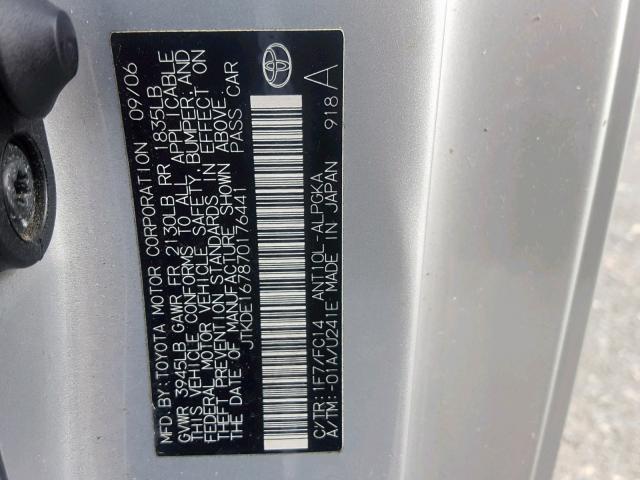 MFD.BY:TOYOTA MOTOR CORPORATION 09/06
GVWR 3945LB GAWR FR 2130LB RR 1835LB
THIS VEHICLE CONFORMS TO ALL APPLICABLE
FEDERAL MOTOR VEHICLE SAFETY, BUMPER, AND
THEFT PREVENTION STANDARDS IN EFFECT ON
THE DATE OF MANUFACTURE SHOWN ABOVE.
JTKDE167870176441 PASS CAR
C/TR: 1F7/FC14 ANT10L-ALPGKA 918 A
A/TM:-01A/U241E MADE IN JAPAN